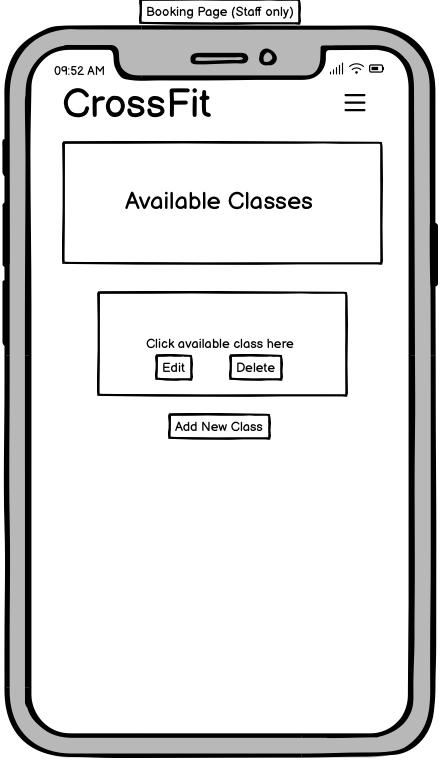 Booking Page (Staff only)
09:52 AM
CrossFit
Available Classes
Click available class here
Edit Delete
Add New Class